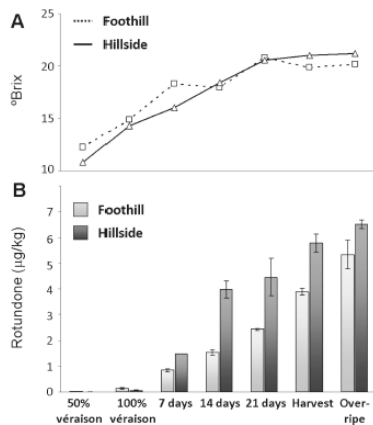 A
Foothill
Hillside
25
20
15
10
ºBrix
B
Foothill
Hillside
7
6
5
4
3
2
1
0
Rotundone (µg/kg)
50% 100% 7 days 14 days 21 days Harvest Over-
véraison véraison ripe